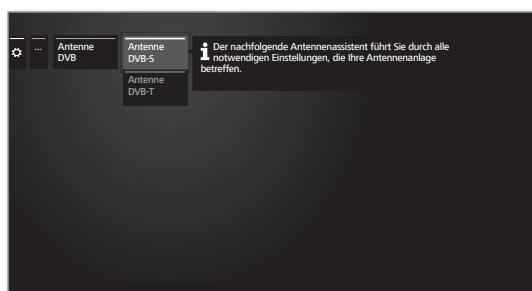 ...
Antenne
DVB
Antenne
DVB-S
Antenne
DVB-T
Der nachfolgende Antennenassistent führt Sie durch alle
notwendigen Einstellungen, die Ihre Antennenanlage
betreffen.